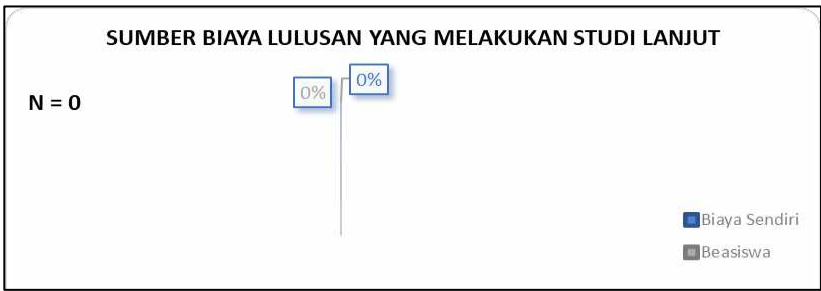 SUMBER BIAYA LULUSAN YANG MELAKUKAN STUDI LANJUT
N = 0
0%
0%
Biaya Sendiri
Beasiswa